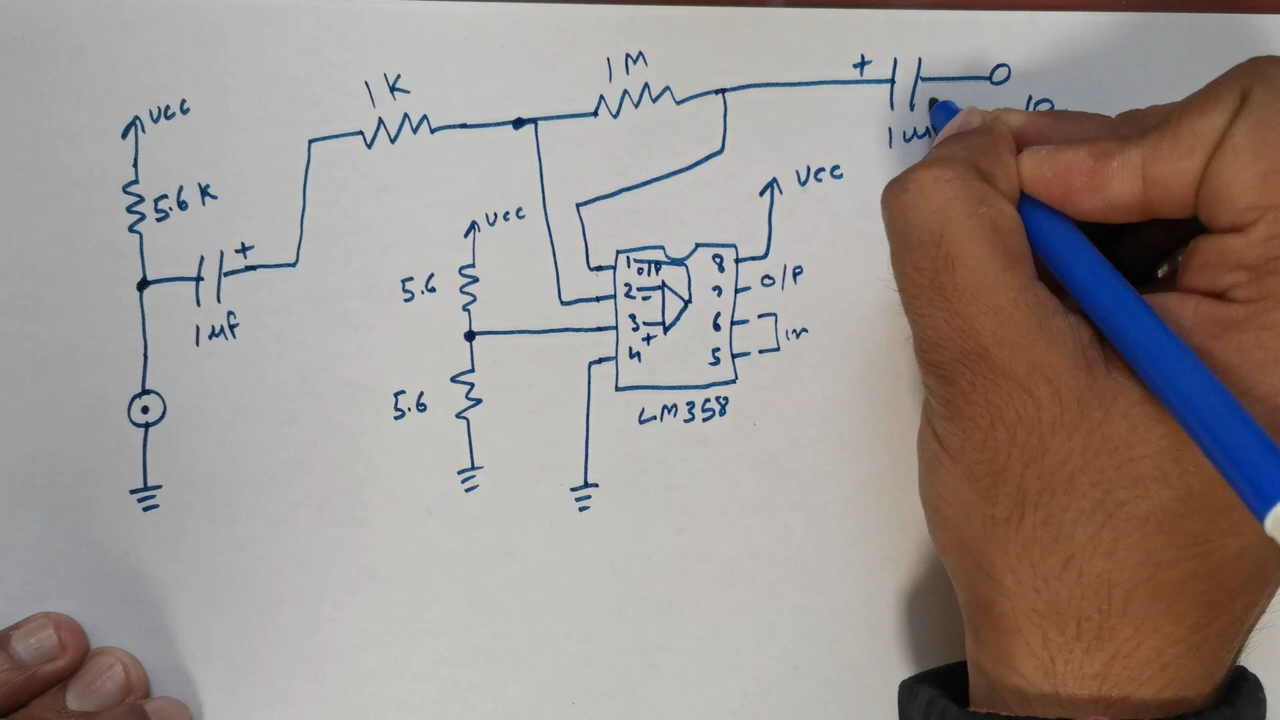 1K
1M
+
VCC
5.6 K
+
1µF
VCC
5.6
5.6
VCC
1 O/P 8
2 - 7 O/P
3 + 6
4 5
in
LM358